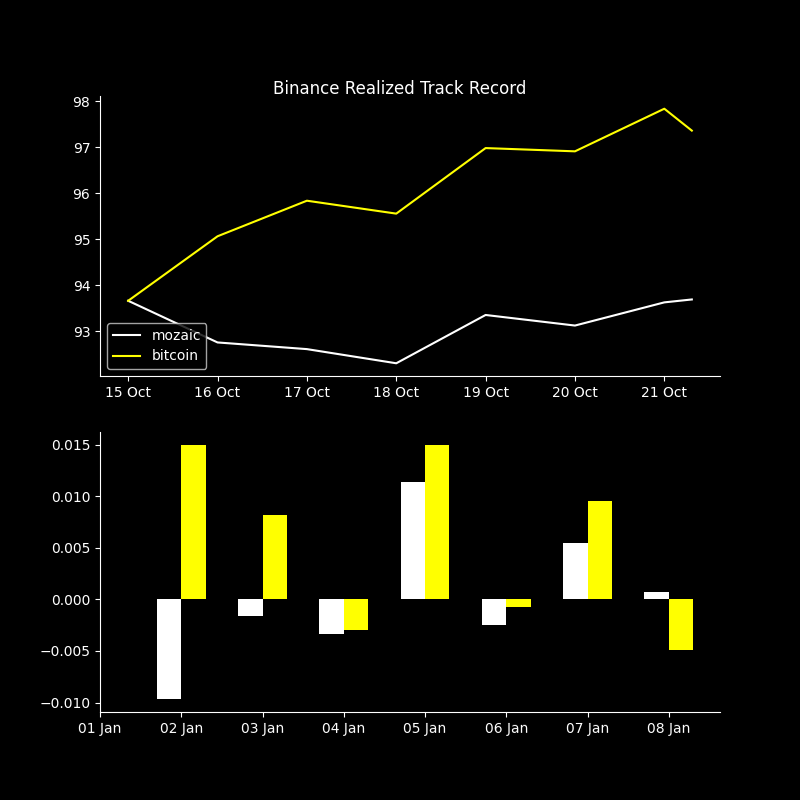 Binance Realized Track Record
98
97
96
95
94
93
mozaic
bitcoin
15 Oct 16 Oct 17 Oct 18 Oct 19 Oct 20 Oct 21 Oct
0.015
0.010
0.005
0.000
−0.005
−0.010
01 Jan 02 Jan 03 Jan 04 Jan 05 Jan 06 Jan 07 Jan 08 Jan